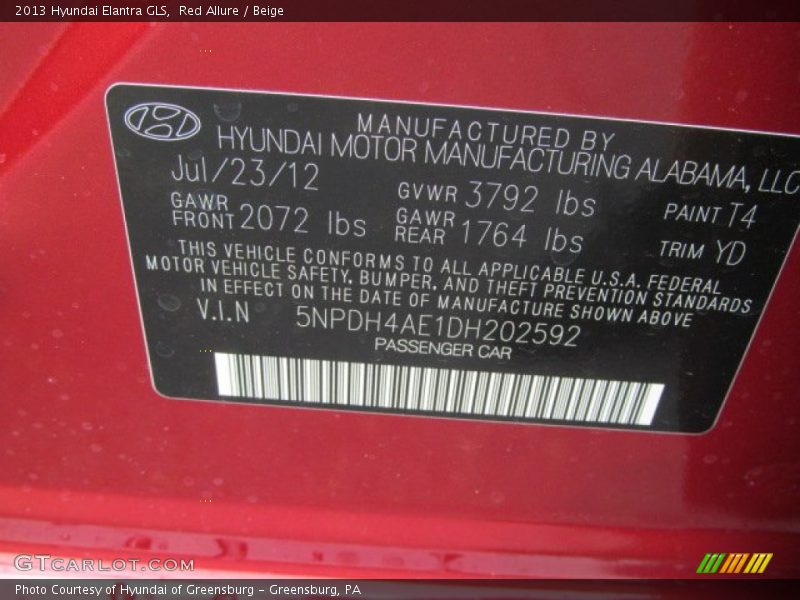 2013 Hyundai Elantra GLS, Red Allure / Beige
MANUFACTURED BY
HYUNDAI MOTOR MANUFACTURING ALABAMA, LLC
Jul/23/12
GVWR 3792 lbs
PAINT T4
GAWR FRONT 2072 lbs
GAWR REAR 1764 lbs
TRIM YD
THIS VEHICLE CONFORMS TO ALL APPLICABLE U.S.A. FEDERAL
MOTOR VEHICLE SAFETY, BUMPER, AND THEFT PREVENTION STANDARDS
IN EFFECT ON THE DATE OF MANUFACTURE SHOWN ABOVE
V.I.N 5NPDH4AE1DH202592
PASSENGER CAR
GTCARLOT.COM
Photo Courtesy of Hyundai of Greensburg - Greensburg, PA